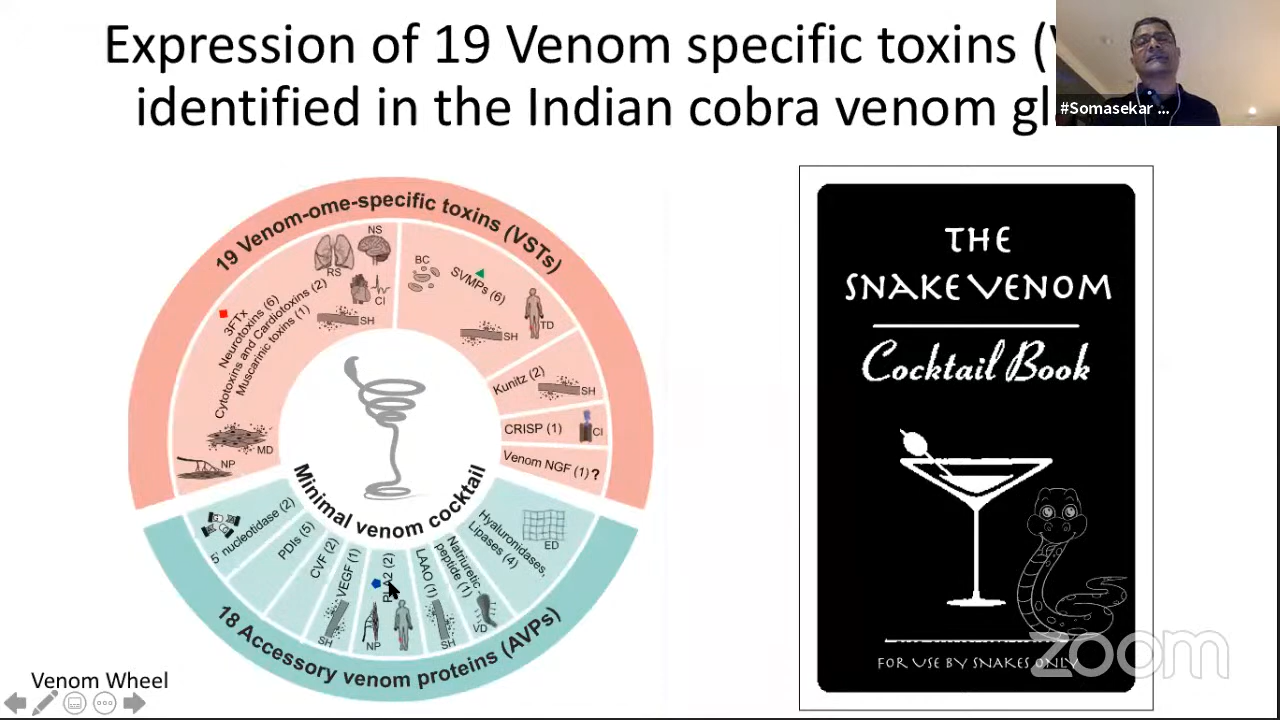 Expression of 19 Venom specific toxins (
identified in the Indian cobra venom gl
#Somasekar ...
19 Venom-ome-specific toxins (VSTs)
NS
RS
CI
SH
3FTx
Neurotoxins (6)
Cytotoxins and Cardiotoxins (2)
Muscarinic toxins (1)
MD
NP
BC
SVMPs (6)
TD
SH
Kunitz (2)
SH
CRISP (1)
CI
Venom NGF (1)?
Minimal venom cocktail
5' nucleotidase (2)
PDIs (5)
CVF (2)
VEGF (1)
SH
PLA2 (2)
NP
LAAO (1)
SH
Natriuretic
peptide (1)
VD
Hyaluronidases,
Lipases (4)
ED
18 Accessory venom proteins (AVPs)
Venom Wheel
THE
SNAKE VENOM
Cocktail Book
FOR USE BY SNAKES ONLY
zoom